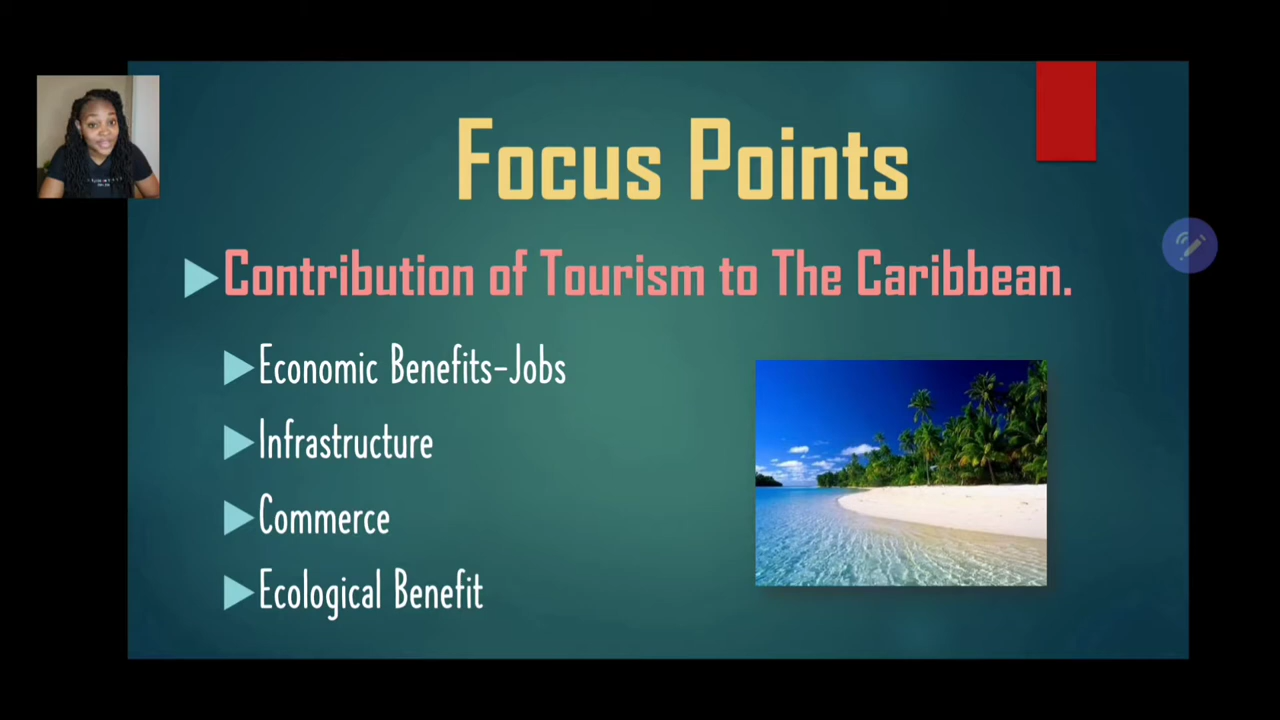 Focus Points
Contribution of Tourism to The Caribbean.
Economic Benefits-Jobs
Infrastructure
Commerce
Ecological Benefit